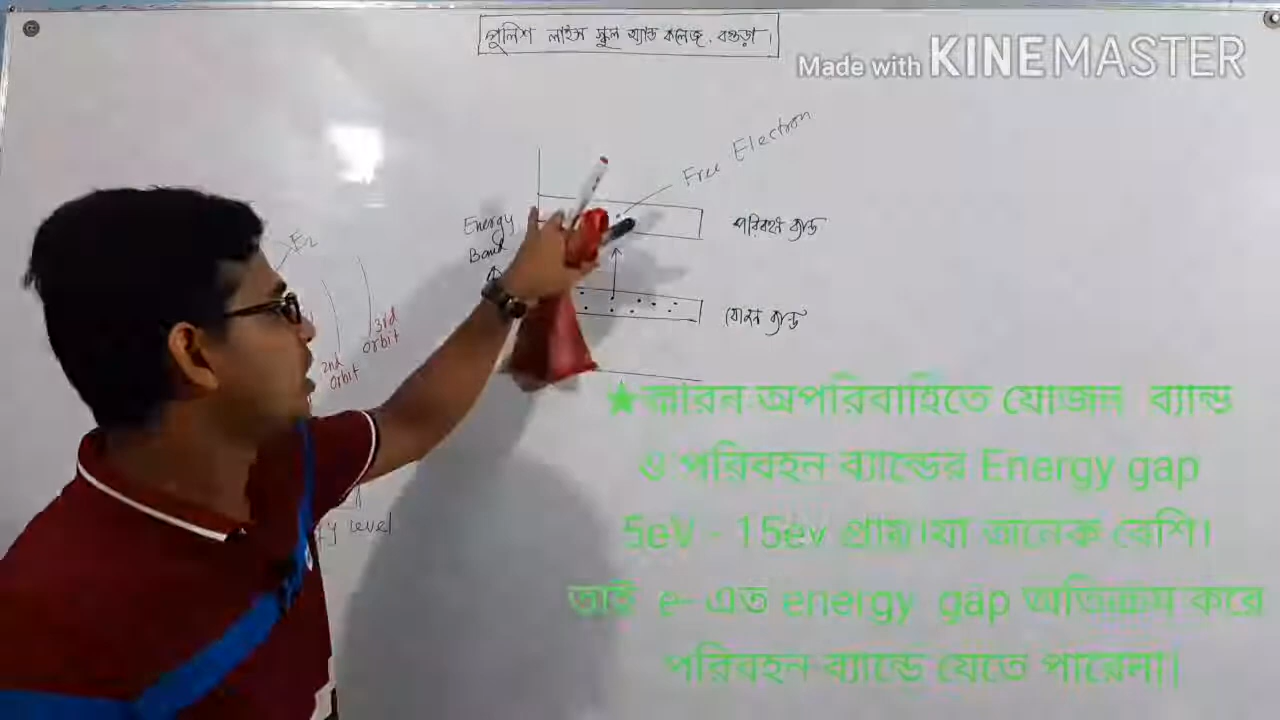 পুলিশ লাইন্স স্কুল অ্যান্ড কলেজ, বগুড়া।
Made with KINEMASTER
Free Electron
Energy
Band
পরিবহন ব্যান্ড
যোজন ব্যান্ড
E2
3rd
orbit
2nd
orbit
Level
★কারন অপরিবাহিতে যোজন ব্যান্ড
ও পরিবহন ব্যান্ডের Energy gap
5eV - 15ev প্রায়।যা অনেক বেশি।
তাই e- এত energy gap অতিক্রম করে
পরিবহন ব্যান্ডে যেতে পারেনা।